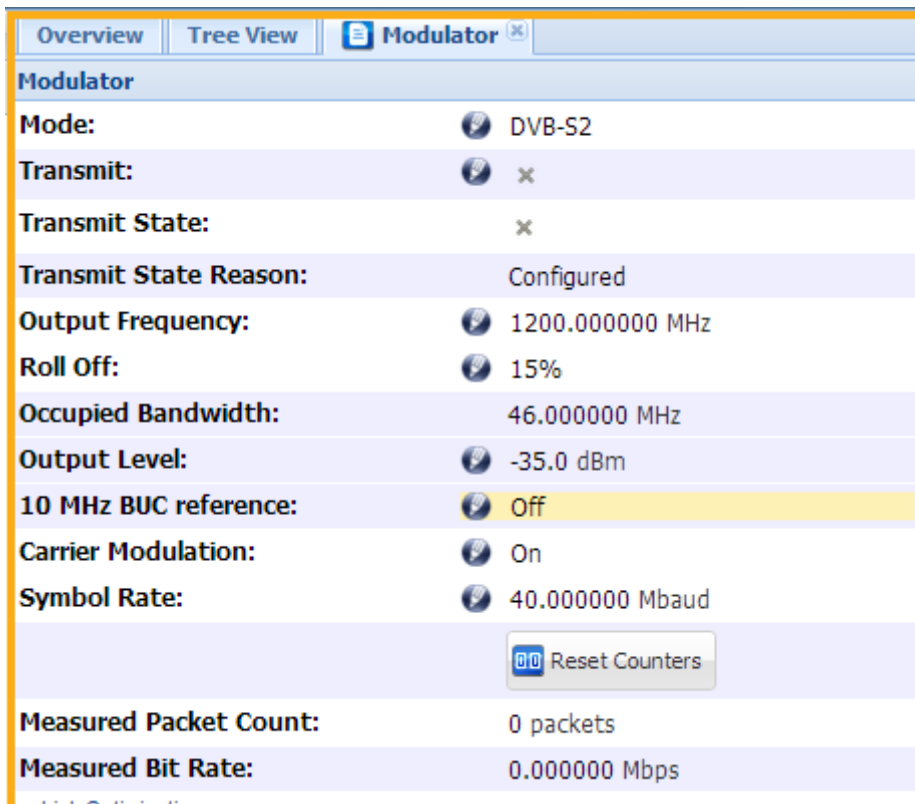 Overview Tree View Modulator
Modulator
Mode: DVB-S2
Transmit:
Transmit State:
Transmit State Reason: Configured
Output Frequency: 1200.000000 MHz
Roll Off: 15%
Occupied Bandwidth: 46.000000 MHz
Output Level: -35.0 dBm
10 MHz BUC reference: Off
Carrier Modulation: On
Symbol Rate: 40.000000 Mbaud
Reset Counters
Measured Packet Count: 0 packets
Measured Bit Rate: 0.000000 Mbps